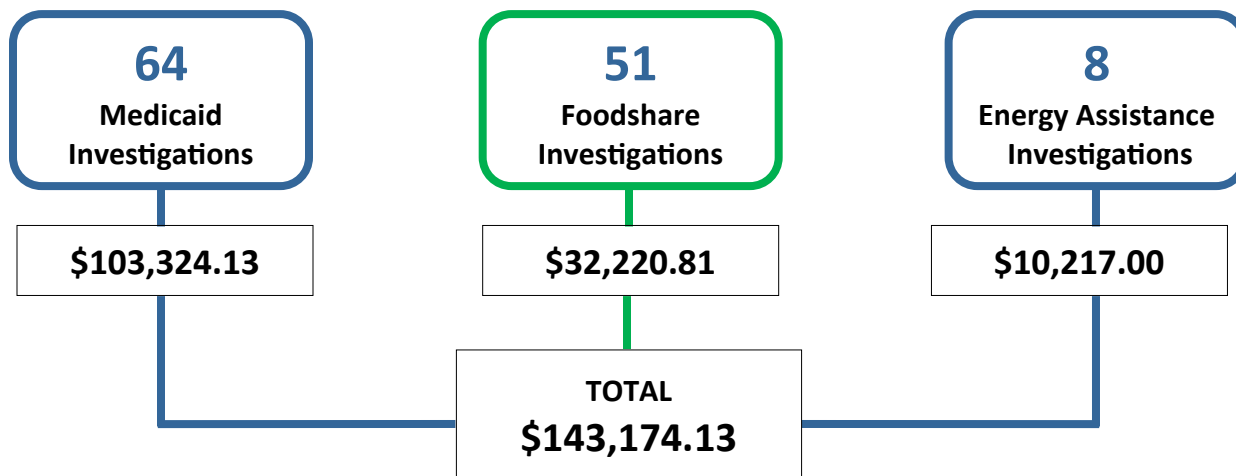 64
Medicaid
Investigations
51
Foodshare
Investigations
8
Energy Assistance
Investigations
$103,324.13
$32,220.81
$10,217.00
TOTAL
$143,174.13